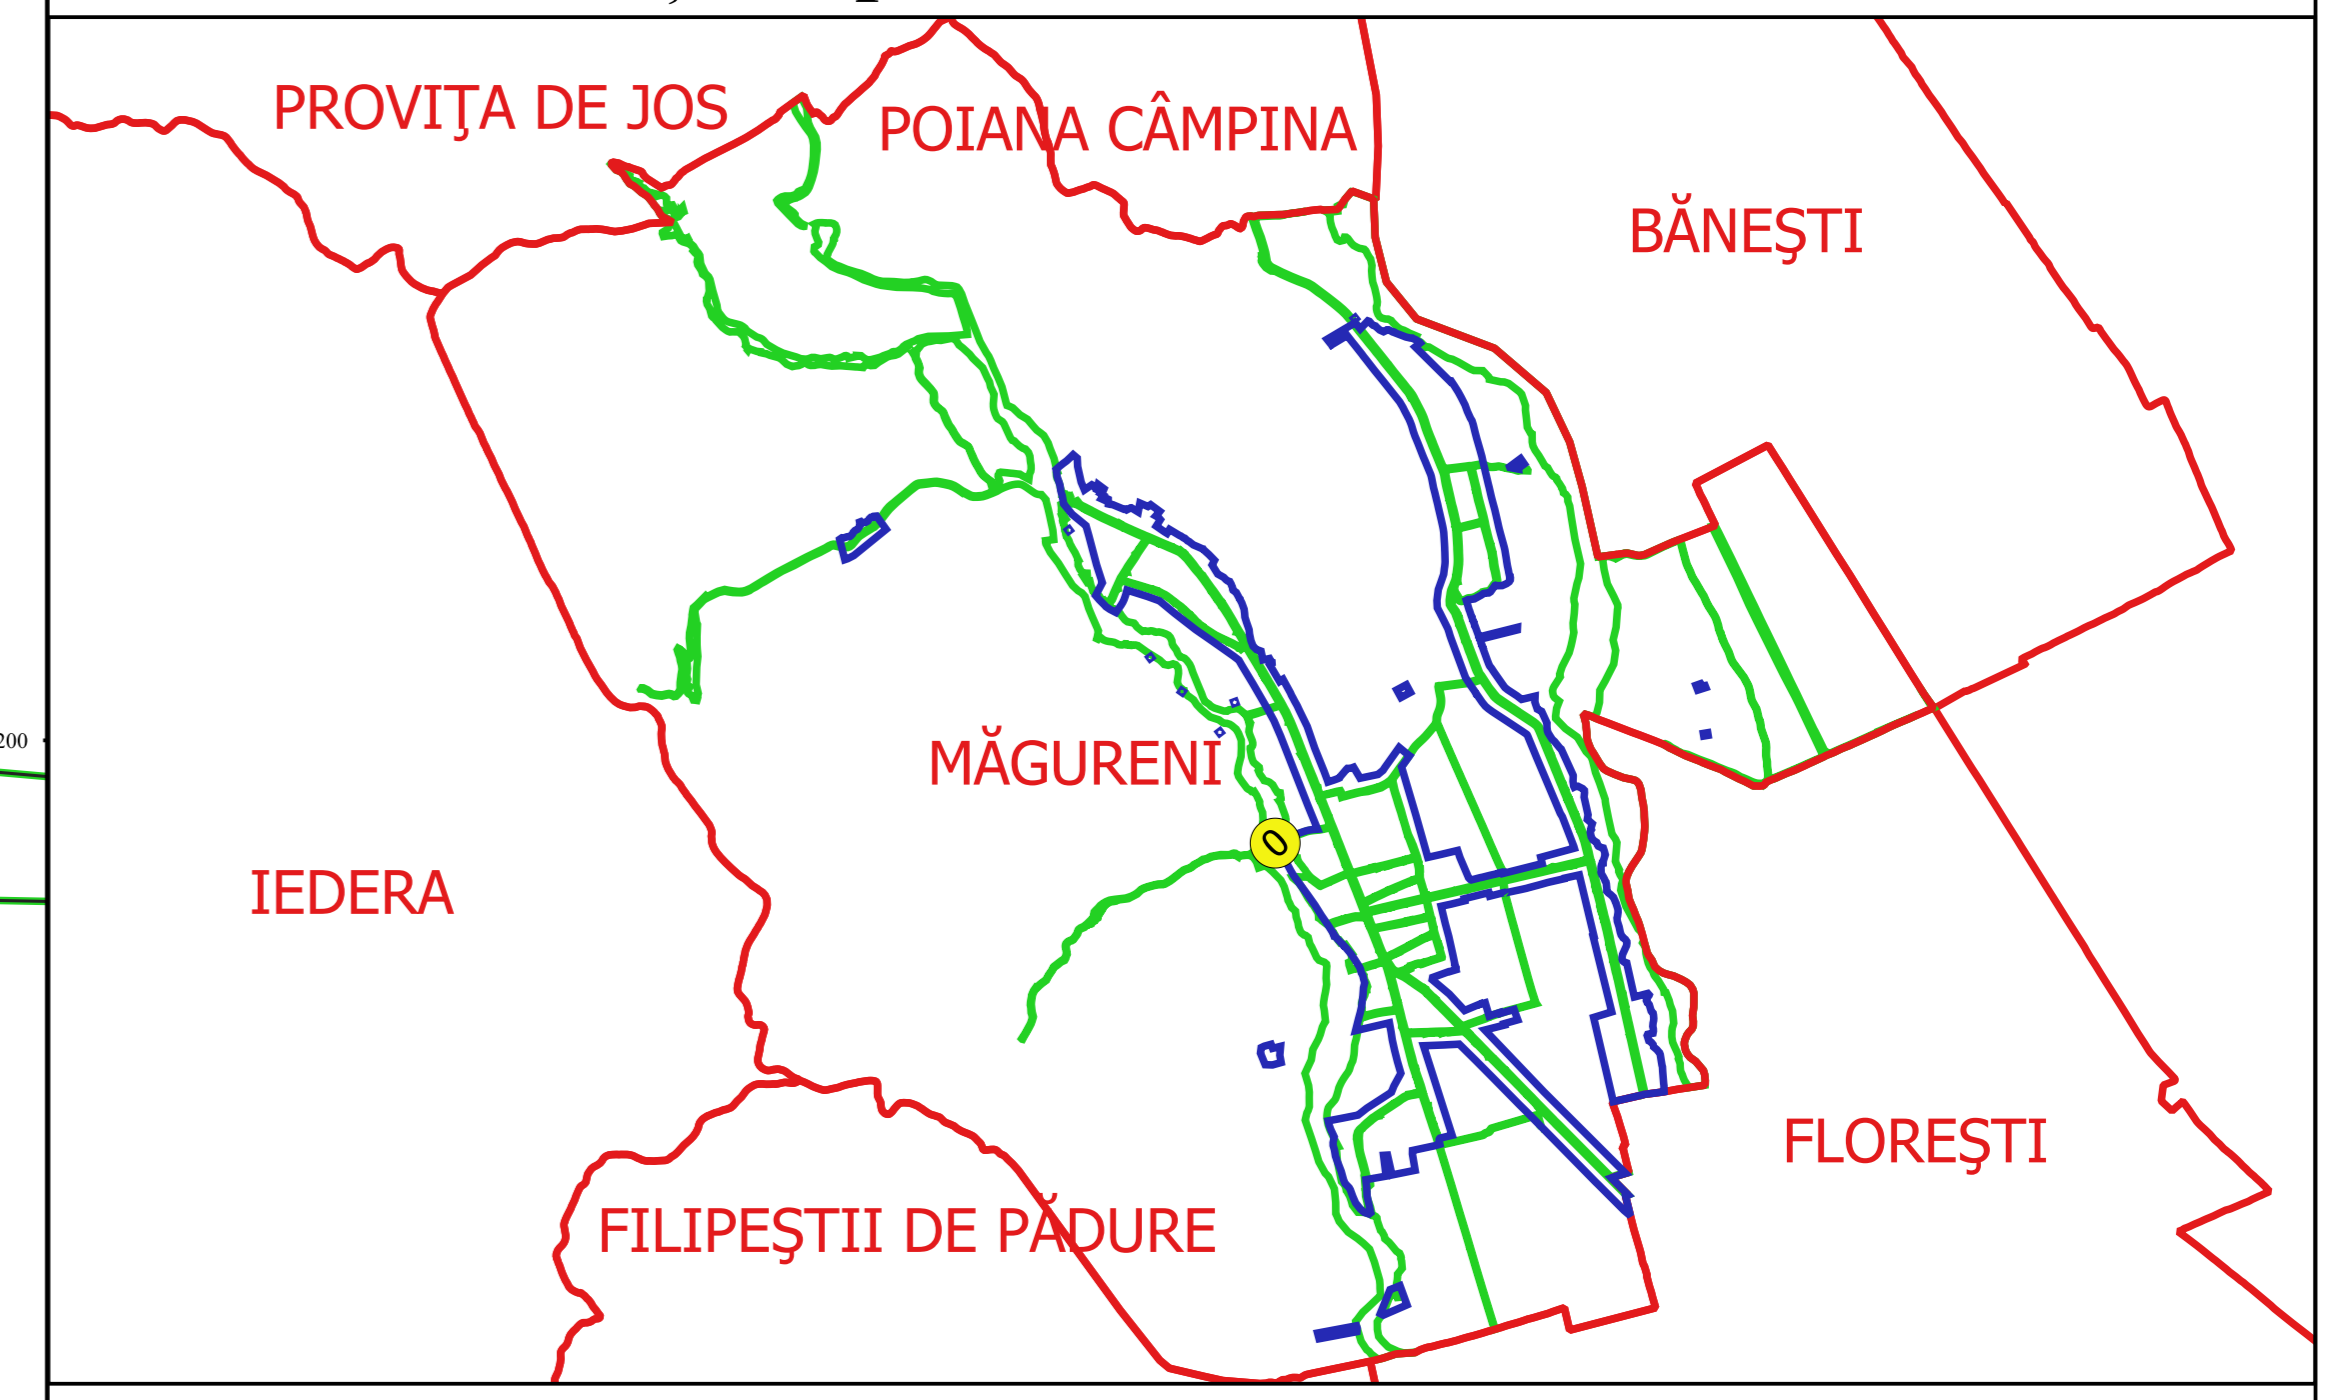 PROVIŢA DE JOS
POIANA CÂMPINA
BĂNEŞTI
200
MĂGURENI
0
IEDERA
FLOREŞTI
FILIPEŞTII DE PĂDURE